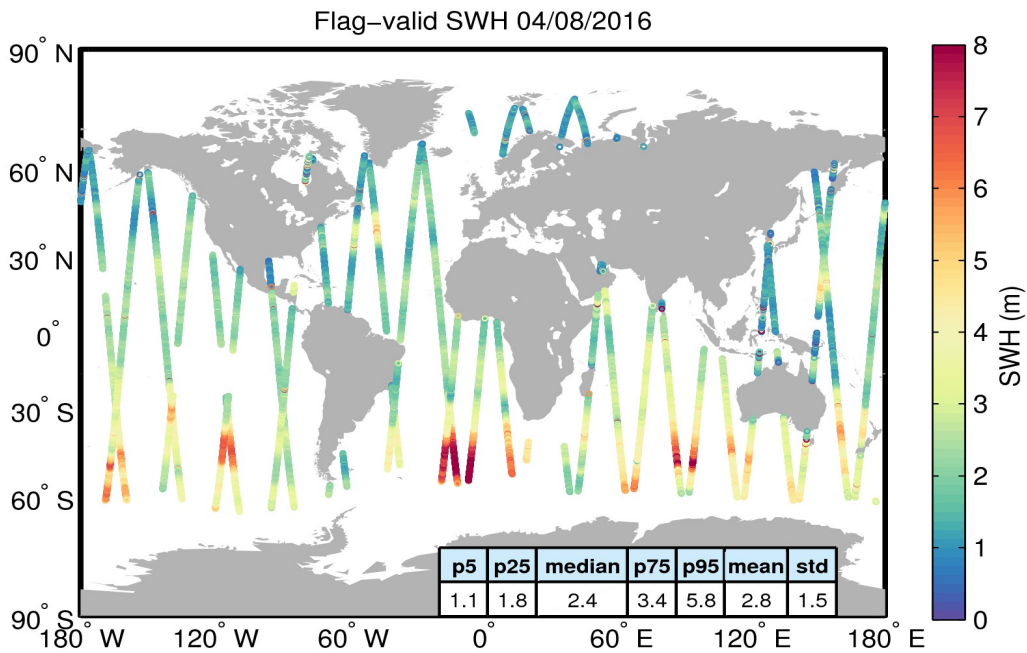 Flag−valid SWH 04/08/2016
90° N
60° N
30° N
0°
30° S
60° S
90° S
180° W
120° W
60° W
0°
60° E
120° E
180° E
p5 p25 median p75 p95 mean std
1.1 1.8 2.4 3.4 5.8 2.8 1.5
8
7
6
5
4
3
2
1
0
SWH (m)